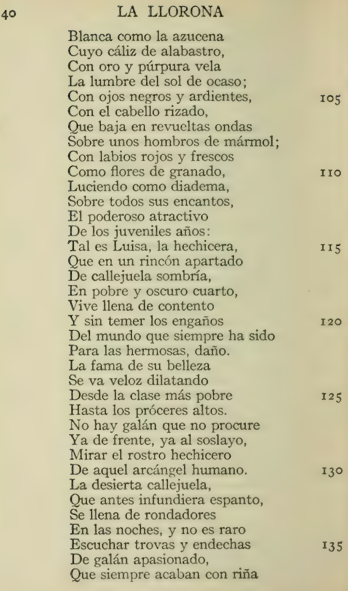 40 LA LLORONA
Blanca como la azucena
Cuyo cáliz de alabastro,
Con oro y púrpura vela
La lumbre del sol de ocaso;
Con ojos negros y ardientes, 105
Con el cabello rizado,
Que baja en revueltas ondas
Sobre unos hombros de mármol;
Con labios rojos y frescos
Como flores de granado, 110
Luciendo como diadema,
Sobre todos sus encantos,
El poderoso atractivo
De los juveniles años:
Tal es Luisa, la hechicera, 115
Que en un rincón apartado
De callejuela sombría,
En pobre y oscuro cuarto,
Vive llena de contento
Y sin temer los engaños 120
Del mundo que siempre ha sido
Para las hermosas, daño.
La fama de su belleza
Se va veloz dilatando
Desde la clase más pobre 125
Hasta los próceres altos.
No hay galán que no procure
Ya de frente, ya al soslayo,
Mirar el rostro hechicero
De aquel arcángel humano. 130
La desierta callejuela,
Que antes infundiera espanto,
Se llena de rondadores
En las noches, y no es raro
Escuchar trovas y endechas 135
De galán apasionado,
Que siempre acaban con riña